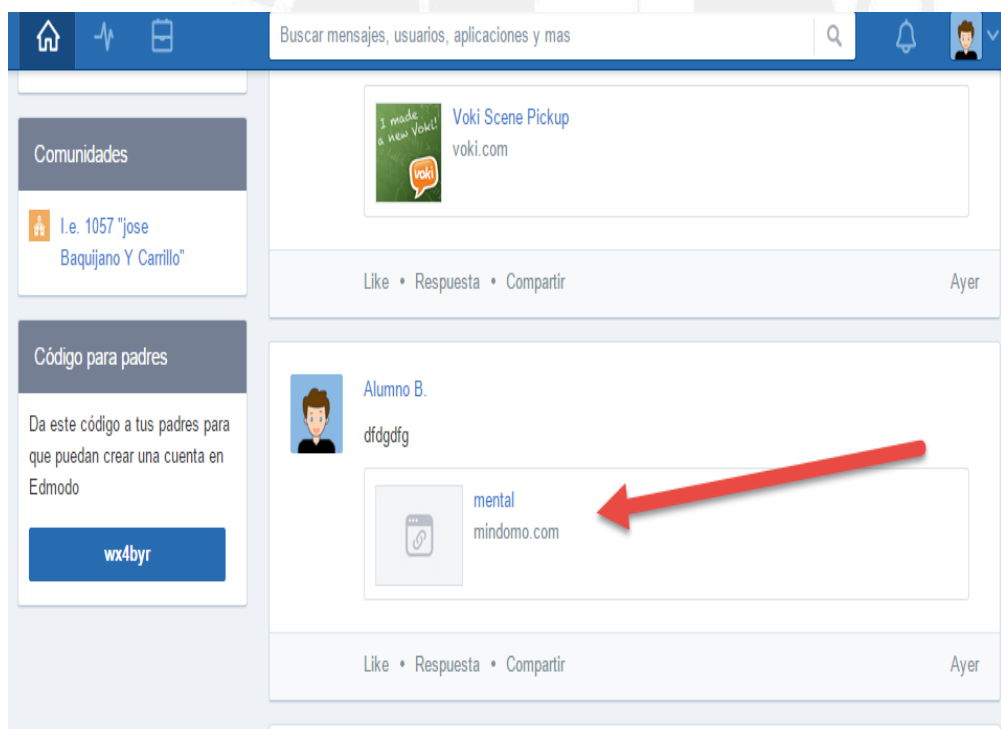 Buscar mensajes, usuarios, aplicaciones y mas
Comunidades
I.e. 1057 "jose
Baquijano Y Carrillo"
Código para padres
Da este código a tus padres para
que puedan crear una cuenta en
Edmodo
wx4byr
I made
a new Voki!
voki
Voki Scene Pickup
voki.com
Like • Respuesta • Compartir
Ayer
Alumno B.
dfdgdfg
mental
mindomo.com
Like • Respuesta • Compartir
Ayer